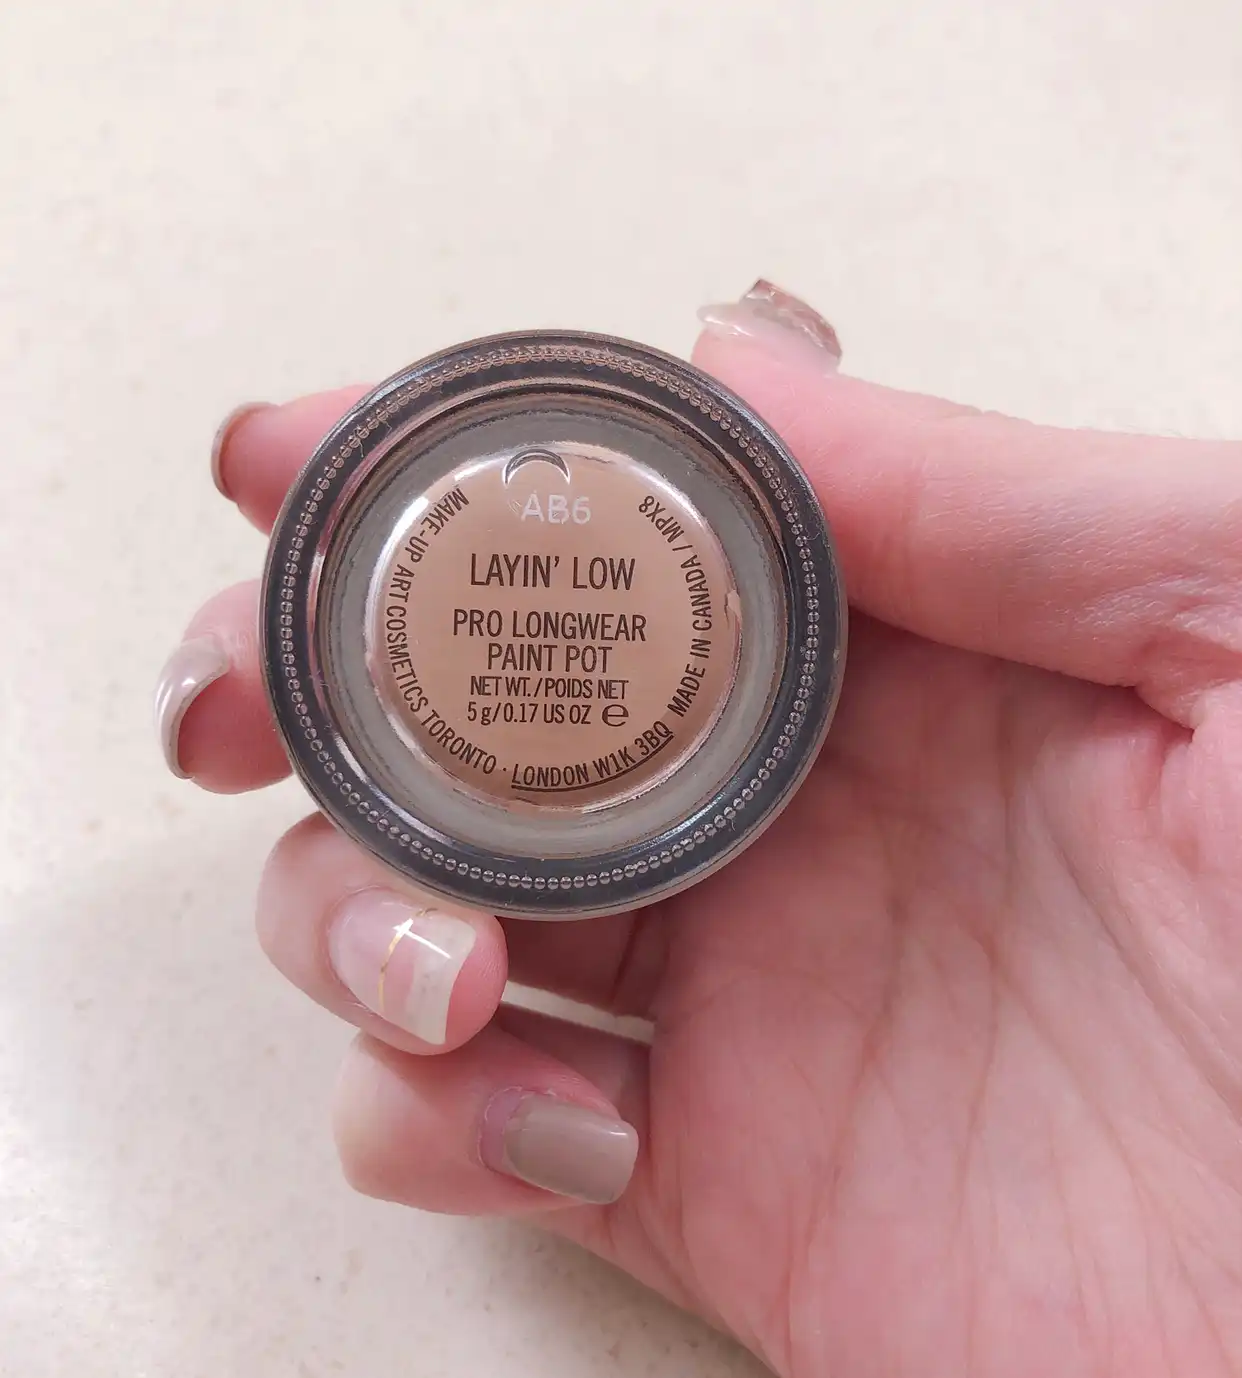 AB6
LAYIN' LOW
PRO LONGWEAR
PAINT POT
NET WT./POIDS NET
5 g/0.17 US OZ ℮
MAKE-UP ART COSMETICS TORONTO · LONDON W1K 3BQ MADE IN CANADA / MPX8